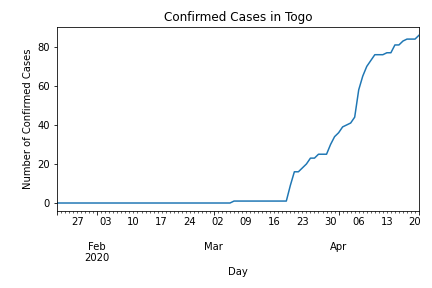 Confirmed Cases in Togo
Number of Confirmed Cases
80
60
40
20
0
27 03 10 17 24 02 09 16 23 30 06 13 20
Feb Mar Apr
2020
Day